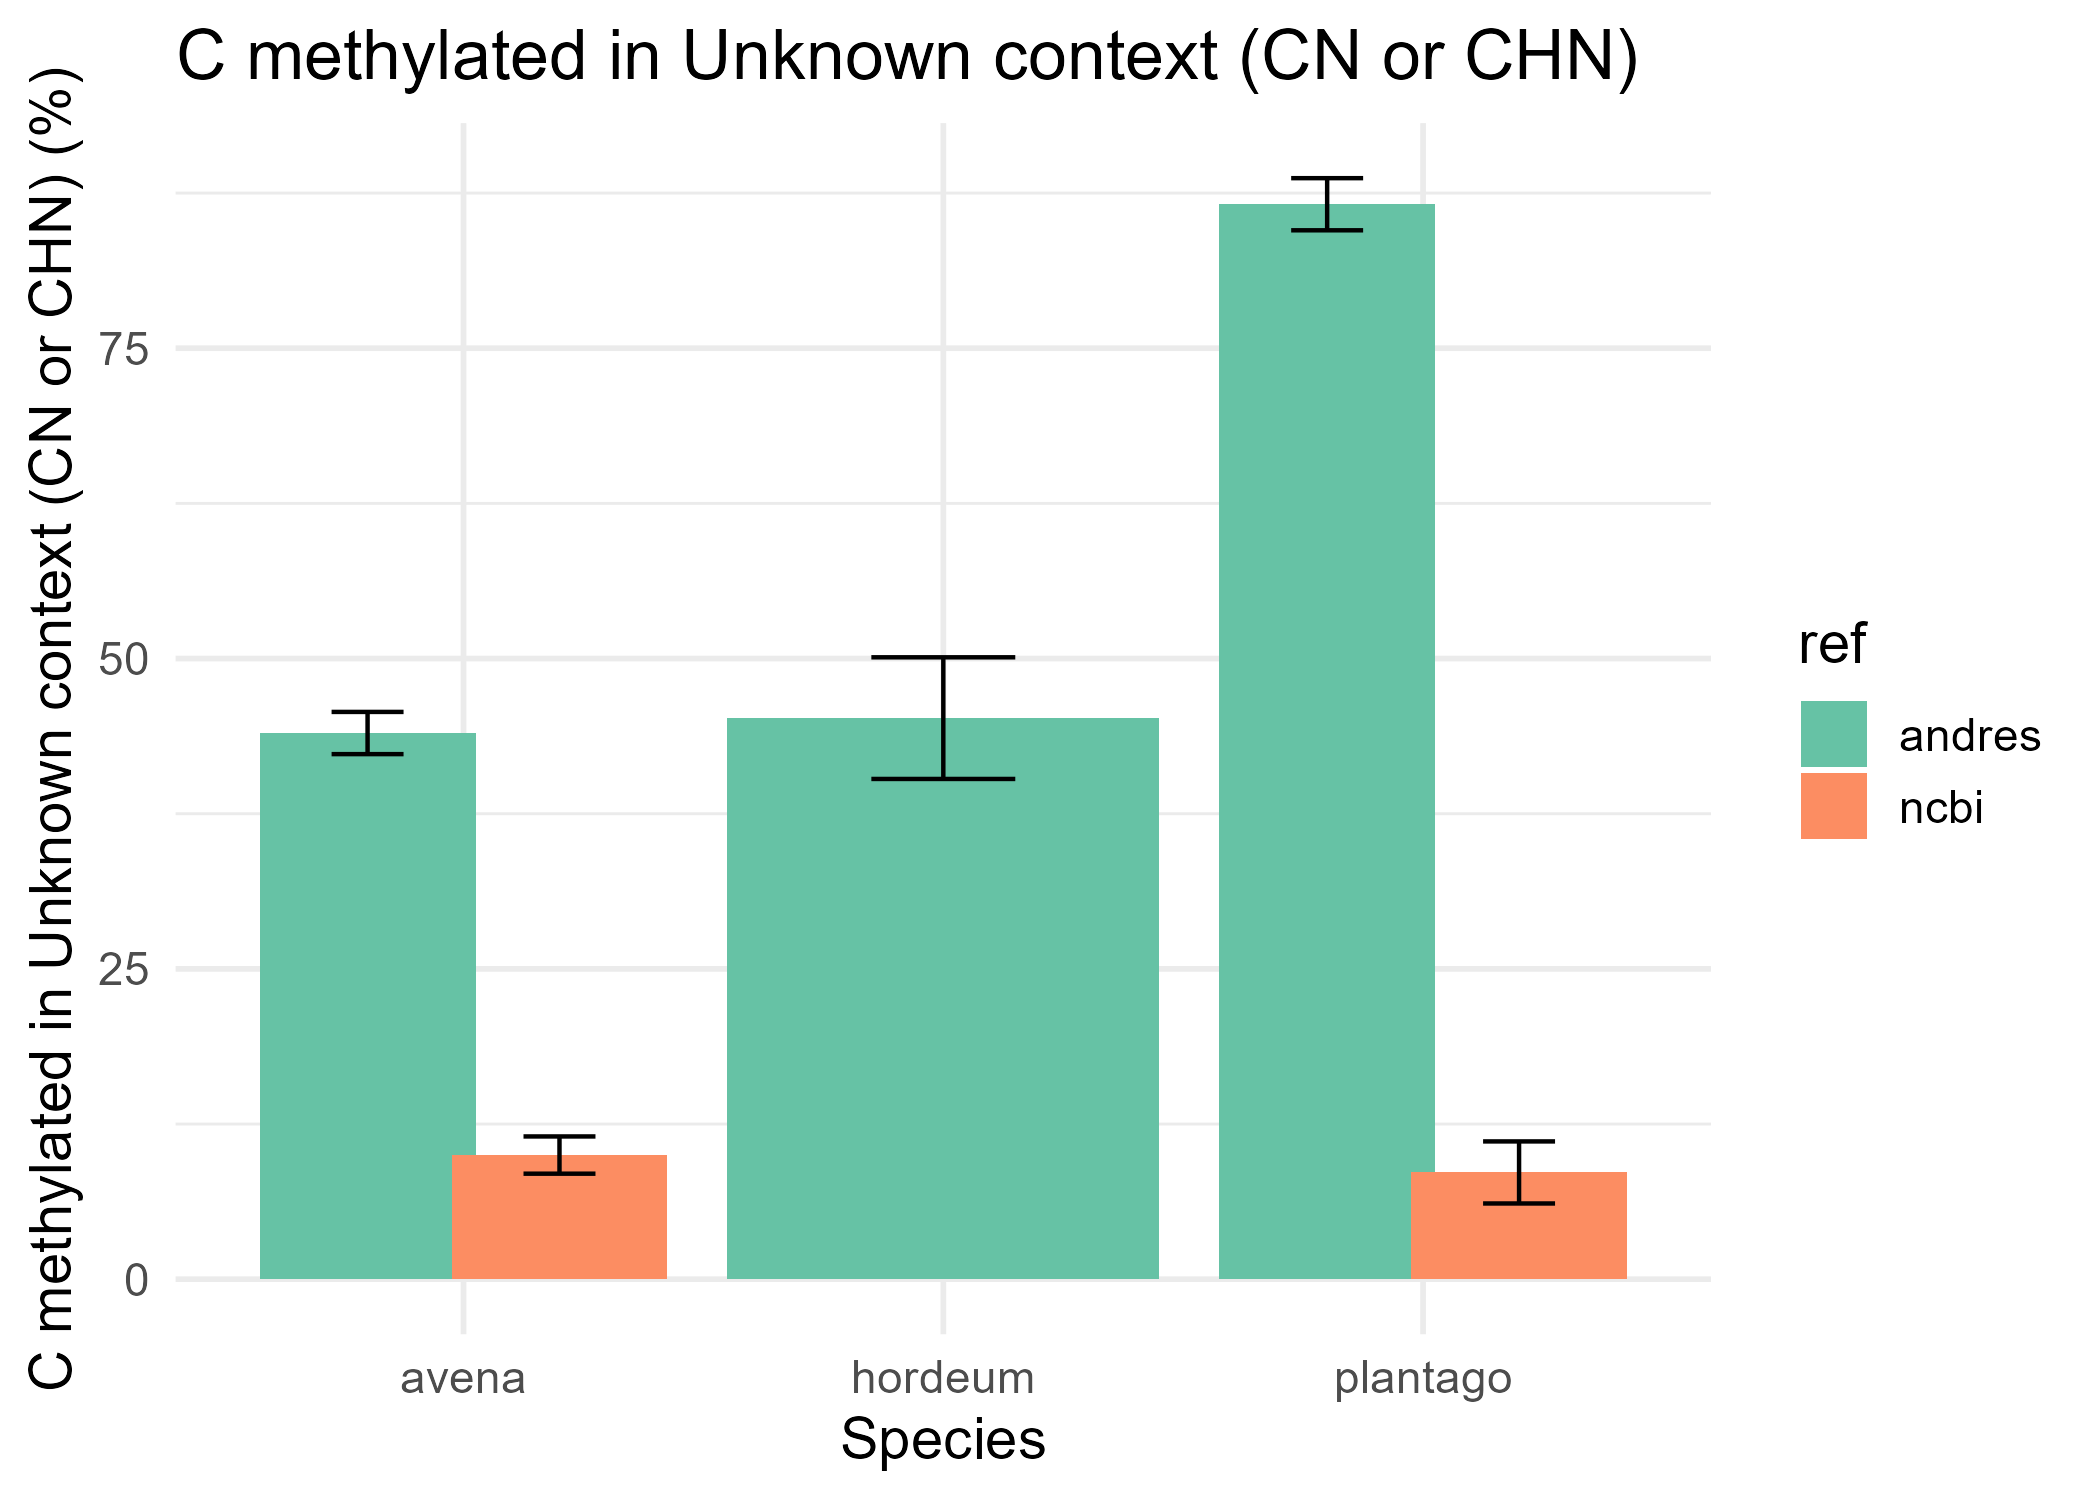 C methylated in Unknown context (CN or CHN)
C methylated in Unknown context (CN or CHN) (%)
75
50
25
0
avena hordeum plantago
Species
ref
andres
ncbi